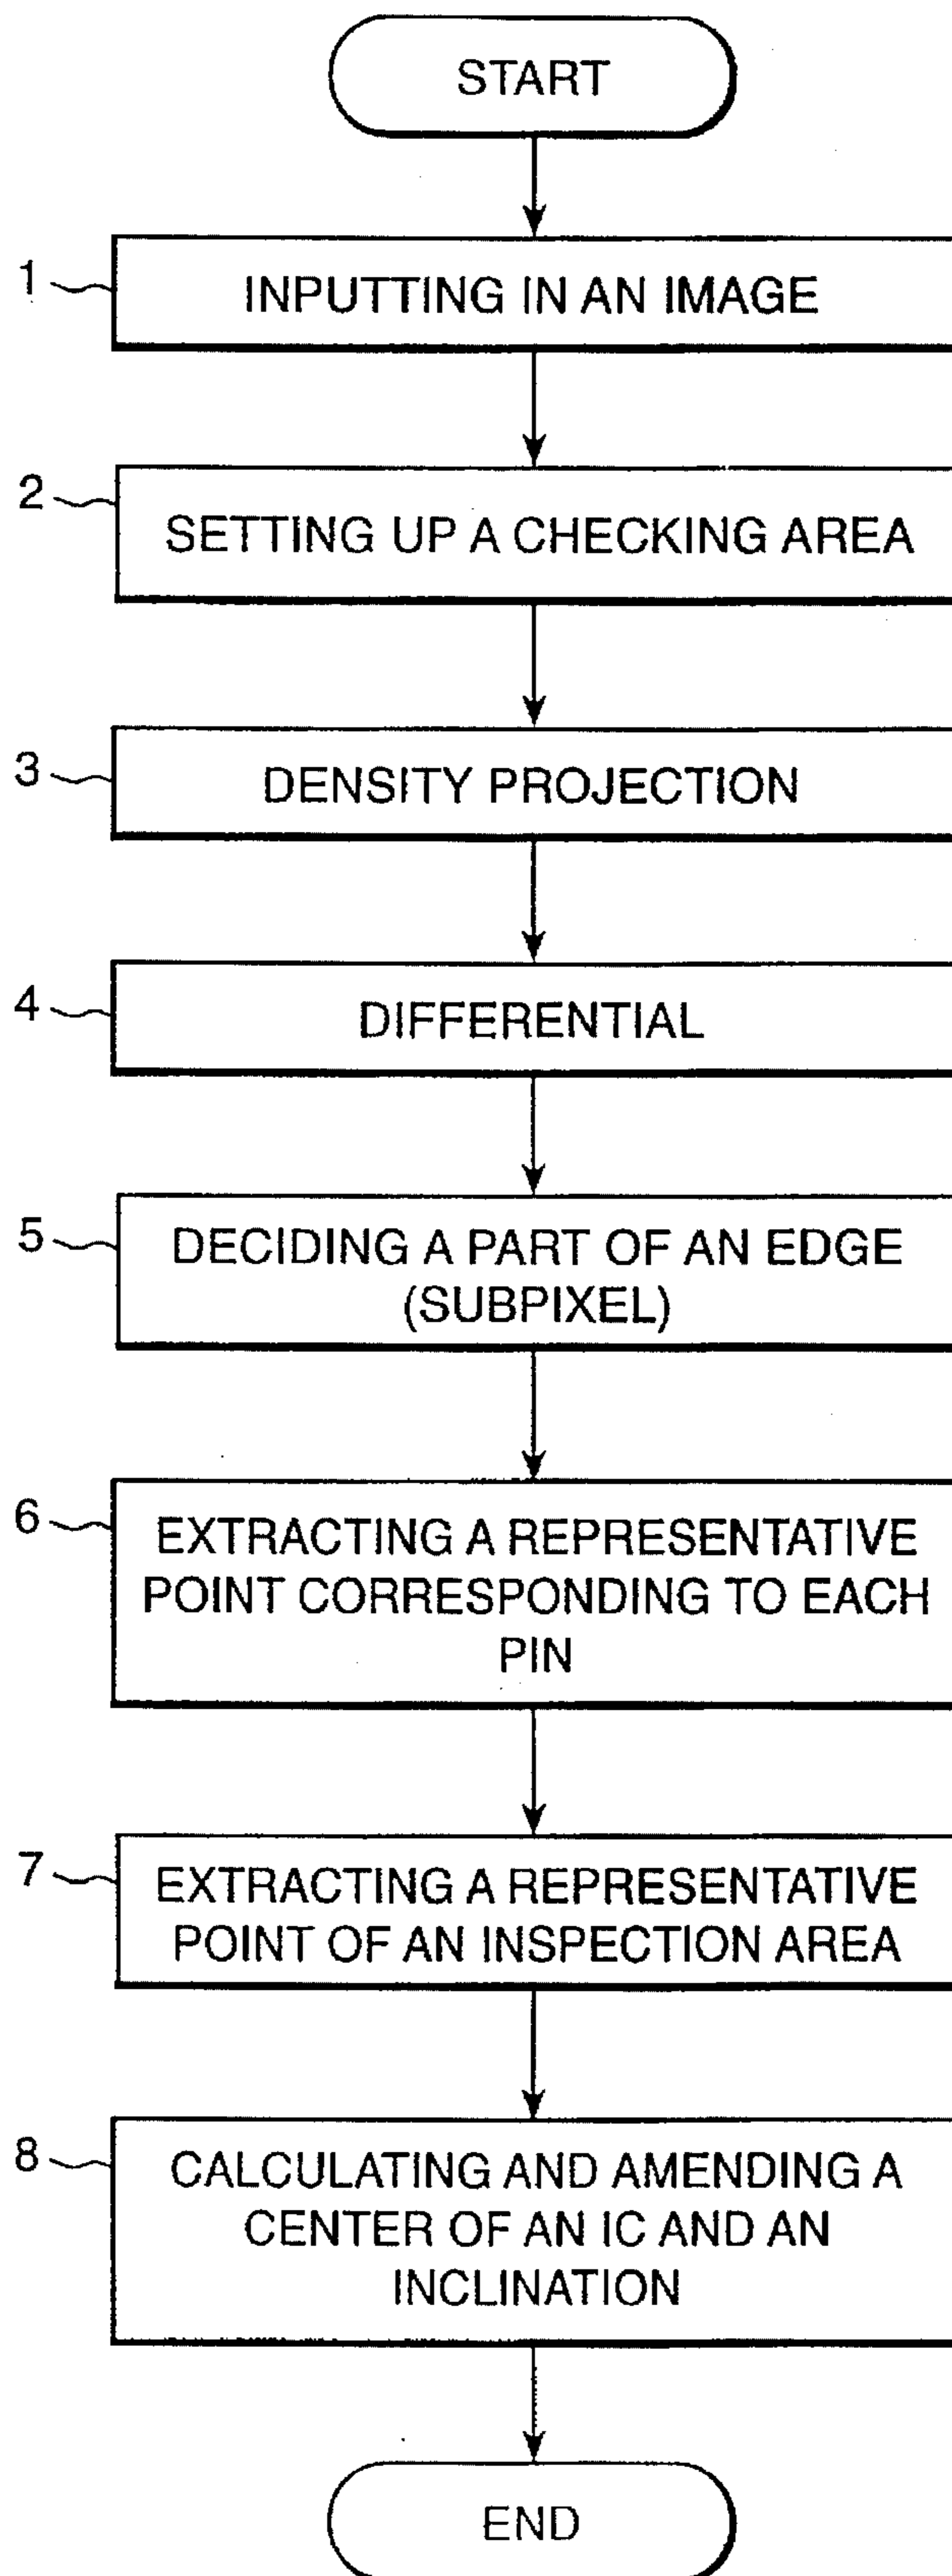 START
1
INPUTTING IN AN IMAGE
2
SETTING UP A CHECKING AREA
3
DENSITY PROJECTION
4
DIFFERENTIAL
5
DECIDING A PART OF AN EDGE
(SUBPIXEL)
6
EXTRACTING A REPRESENTATIVE
POINT CORRESPONDING TO EACH
PIN
7
EXTRACTING A REPRESENTATIVE
POINT OF AN INSPECTION AREA
8
CALCULATING AND AMENDING A
CENTER OF AN IC AND AN
INCLINATION
END